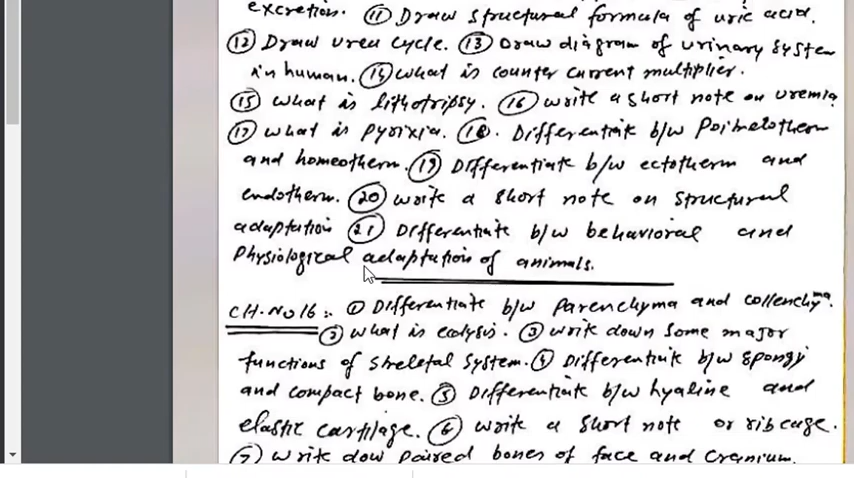 excretion. (11) Draw structural formula of uric acid.
(12) Draw urea cycle. (13) Draw diagram of urinary system
in human. (14) what is counter current multiplier.
(15) what is lithotripsy. (16) write a short note on uremia
(17) what is pyrixia. (18). Differentiate b/w Poimelotherm
and homeotherm. (19) Differentiate b/w ectotherm and
endotherm. (20) write a short note on structural
adaptation (21) Differentiate b/w behavioral and
Physiological adaptation of animals.
CH.NO 16:. (1) Differentiate b/w parenchyma and collenchyma.
(2) what is ecdysis. (3) write down some major
functions of skeletal system. (4) Differentiate b/w spongy
and compact bone. (5) Differentiate b/w hyaline and
elastic cartilage. (6) write a short note or rib cage.
(7) write dow paired bones of face and cranium.